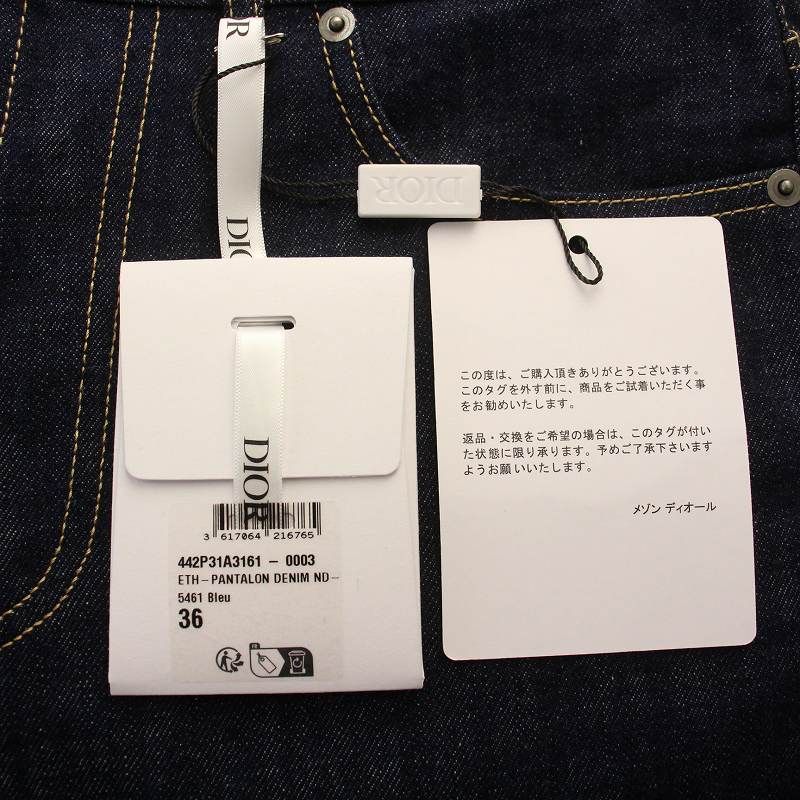 DIOR
DIOR
DIOR
DIOR
3 617064 216765
442P31A3161 - 0003
ETH-PANTALON DENIM ND-
5461 Bleu
36
この度は、ご購入頂きありがとうございます。
このタグを外す前に、商品をご試着いただく事
をお勧めいたします。
返品・交換をご希望の場合は、このタグが付い
た状態に限り承ります。予めご了承下さいます
ようお願いいたします。
メゾン ディオール